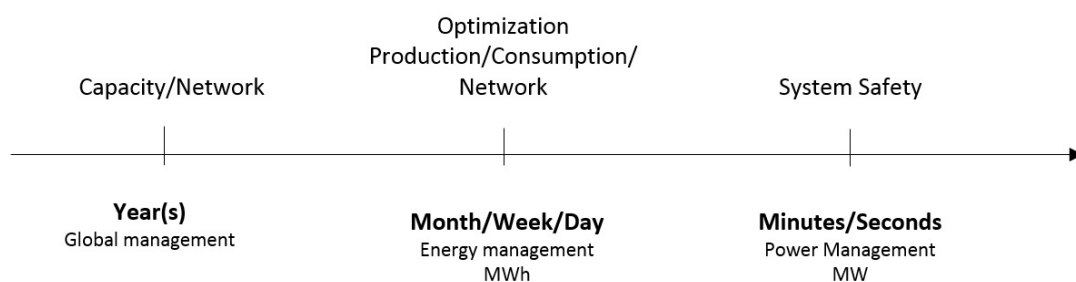 Capacity/Network
Optimization
Production/Consumption/
Network
System Safety
Year(s)
Global management
Month/Week/Day
Energy management
MWh
Minutes/Seconds
Power Management
MW